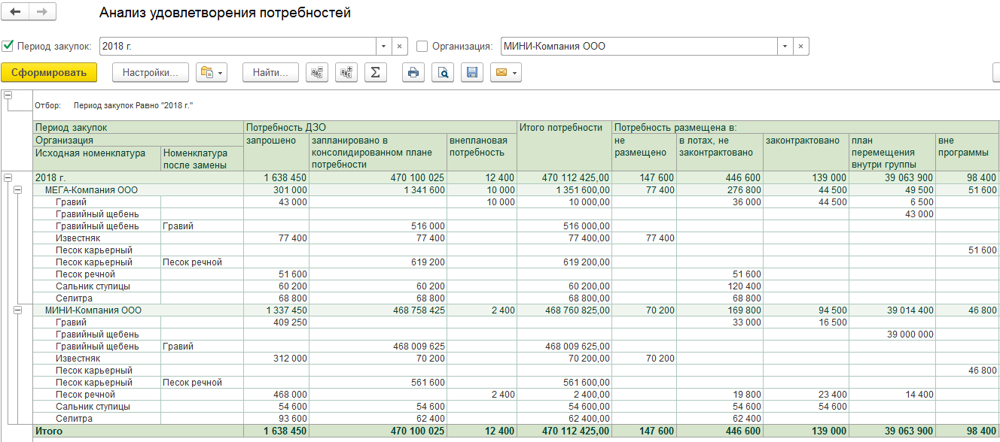 Анализ удовлетворения потребностей
Период закупок: 2018 г. Организация: МИНИ-Компания ООО
Сформировать Настройки... Найти...
Отбор: Период закупок Равно "2018 г."
Период закупок Потребность ДЗО Итого потребности Потребность размещена в:
Организация запрошено запланировано в внеплановая не в лотах, не законтрактовано план вне
Исходная номенклатура Номенклатура консолидированном плане потребность размещено законтрактовано перемещения программы
после замены потребности внутри группы
2018 г. 1 638 450 470 100 025 12 400 470 112 425,00 147 600 446 600 139 000 39 063 900 98 400
МЕГА-Компания ООО 301 000 1 341 600 10 000 1 351 600,00 77 400 276 800 44 500 49 500 51 600
Гравий 43 000 10 000 10 000,00 36 000 44 500 6 500
Гравийный щебень 43 000
Гравийный щебень Гравий 516 000 516 000,00
Известняк 77 400 77 400 77 400,00 77 400
Песок карьерный 51 600
Песок карьерный Песок речной 619 200 619 200,00
Песок речной 51 600 51 600
Сальник ступицы 60 200 60 200 60 200,00 120 400
Селитра 68 800 68 800 68 800,00 68 800
МИНИ-Компания ООО 1 337 450 468 758 425 2 400 468 760 825,00 70 200 169 800 94 500 39 014 400 46 800
Гравий 409 250 33 000 16 500
Гравийный щебень 39 000 000
Гравийный щебень Гравий 468 009 625 468 009 625,00
Известняк 312 000 70 200 70 200,00 70 200
Песок карьерный 46 800
Песок карьерный Песок речной 561 600 561 600,00
Песок речной 468 000 2 400 2 400,00 19 800 23 400 14 400
Сальник ступицы 54 600 54 600 54 600,00 54 600 54 600
Селитра 93 600 62 400 62 400,00 62 400
Итого 1 638 450 470 100 025 12 400 470 112 425,00 147 600 446 600 139 000 39 063 900 98 400